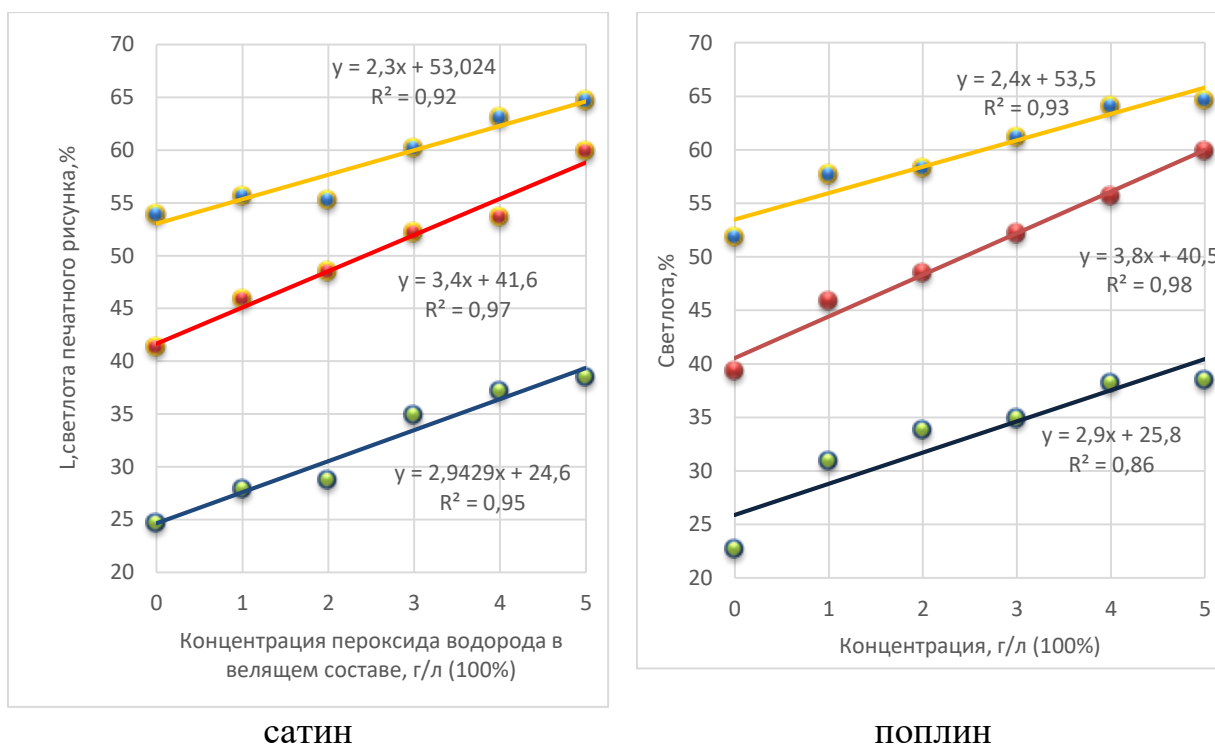 L,светлота печатного рисунка,%
70
65
60
55
50
45
40
35
30
25
20
y = 2,3x + 53,024
R² = 0,92
y = 3,4x + 41,6
R² = 0,97
y = 2,9429x + 24,6
R² = 0,95
0 1 2 3 4 5
Концентрация пероксида водорода в
велящем составе, г/л (100%)
сатин
Светлота,%
70
65
60
55
50
45
40
35
30
25
20
y = 2,4x + 53,5
R² = 0,93
y = 3,8x + 40,5
R² = 0,98
y = 2,9x + 25,8
R² = 0,86
0 1 2 3 4 5
Концентрация, г/л (100%)
поплин